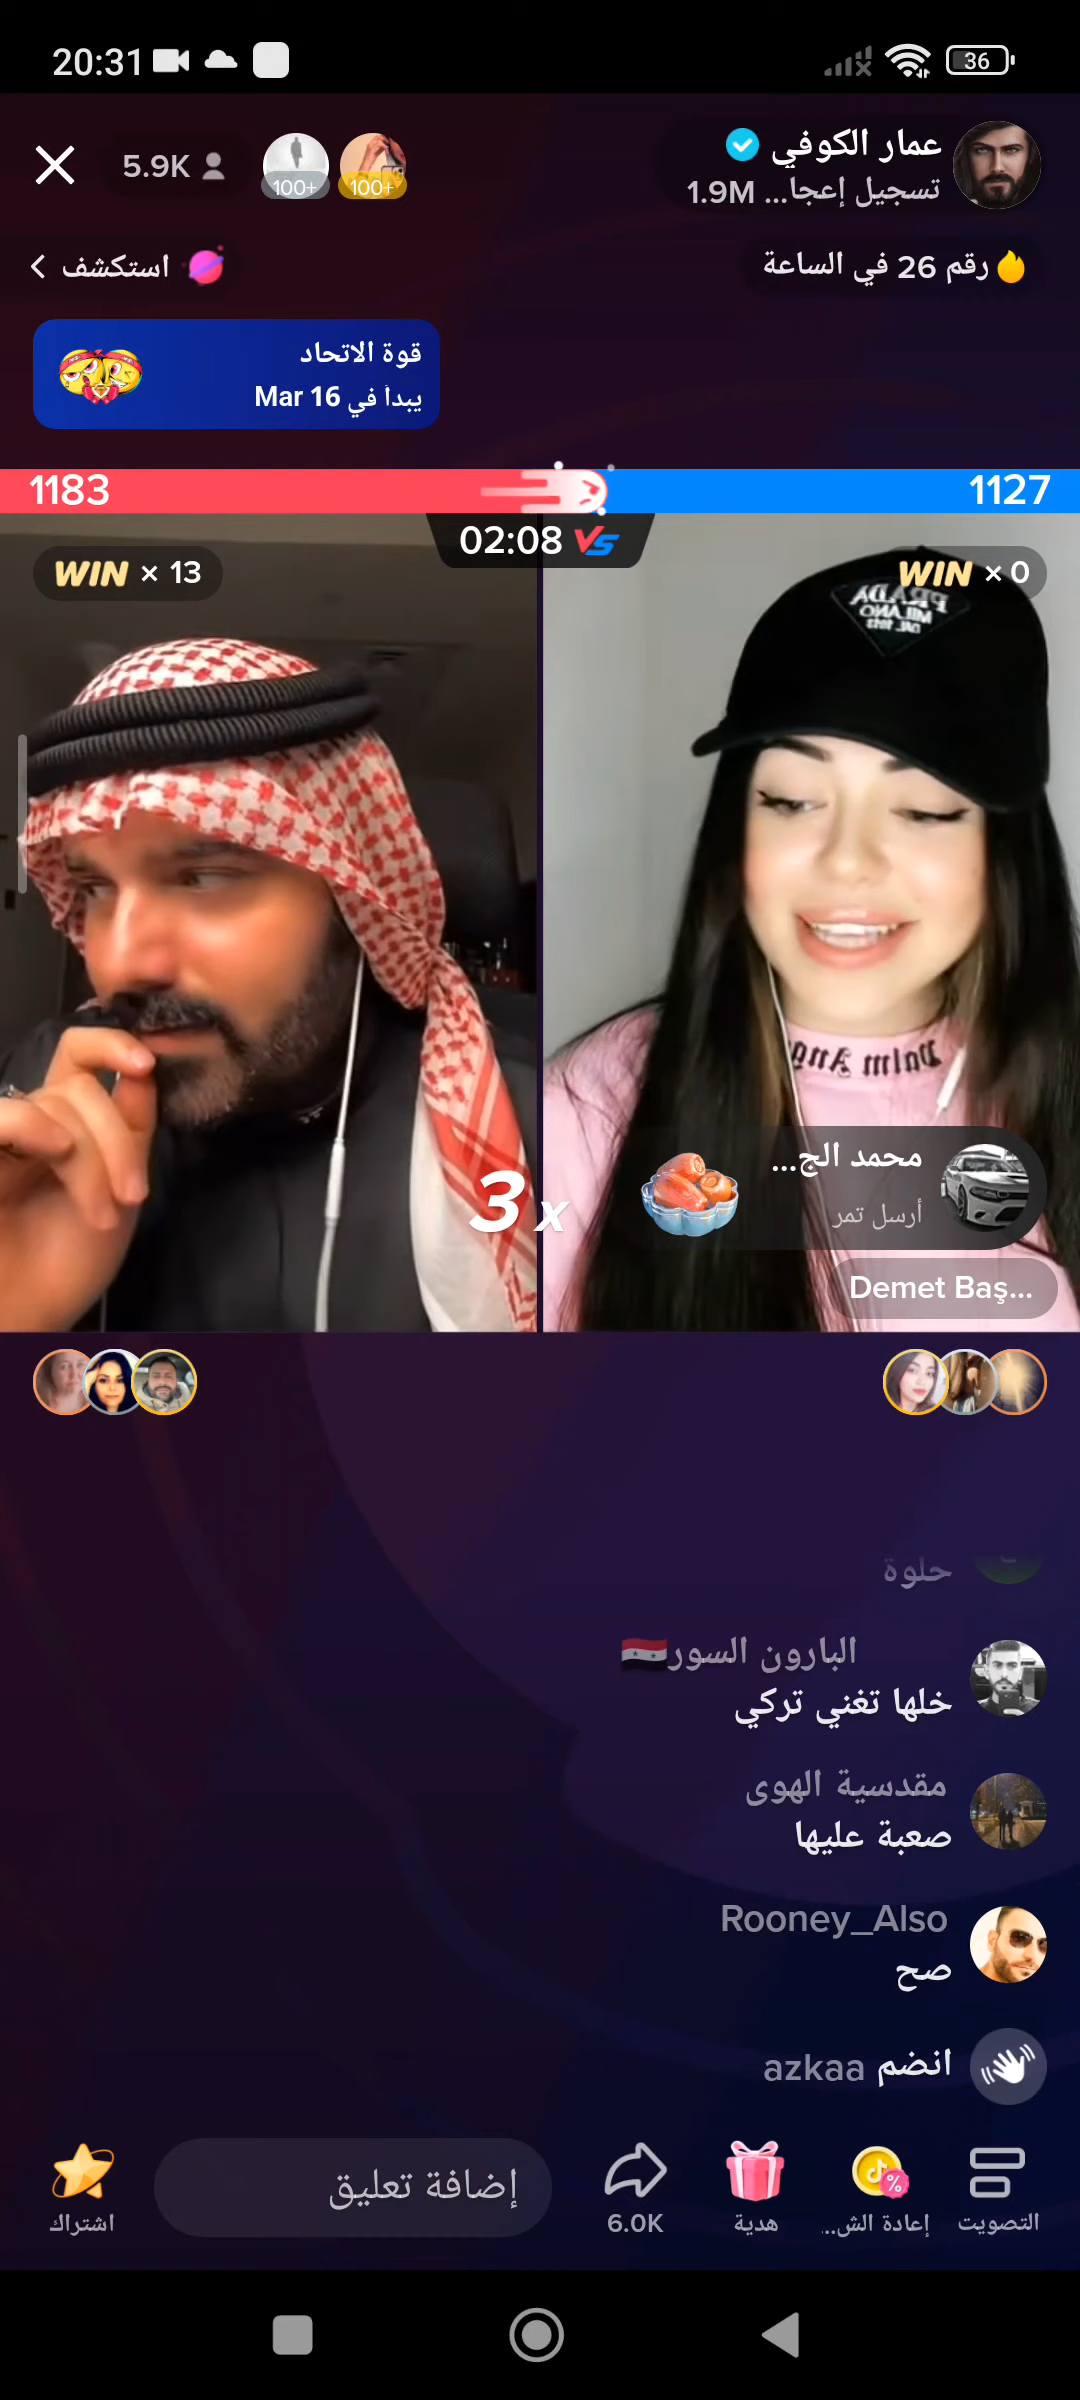 20:31
36
5.9K
100+
100+
عمار الكوفي
تسجيل إعجا... 1.9M
استكشف
رقم 26 في الساعة
قوة الاتحاد
يبدأ في Mar 16
1183
1127
02:08 VS
WIN × 13
WIN × 0
PRADA
MILANO
محمد الج...
أرسل تمر
3 x
Demet Baş...
حلوة
البارون السور🇸🇾
خلها تغني تركي
مقدسية الهوى
صعبة عليها
Rooney_Also
صح
انضم azkaa
اشتراك
إضافة تعليق
6.0K
هدية
إعادة الش...
التصويت